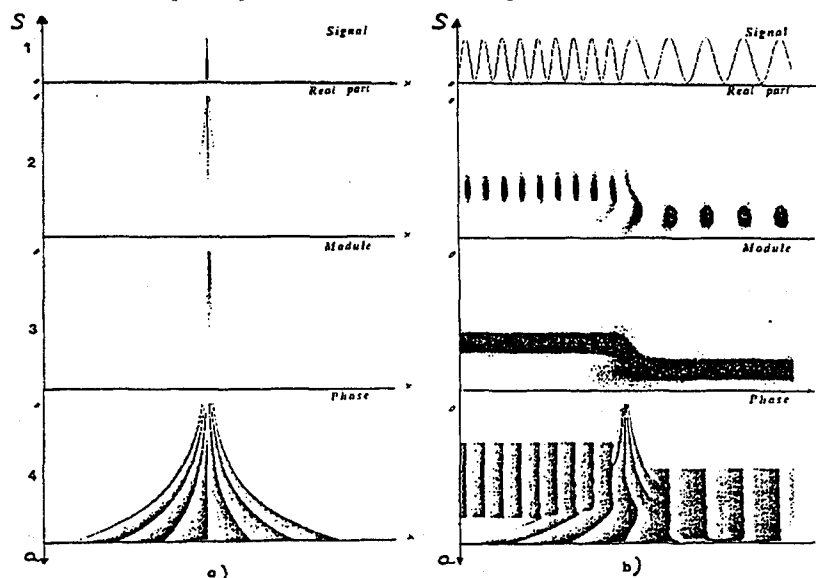 S
Signal
1
x
Real part
2
x
Module
3
x
Phase
4
x
a
a)
S
Signal
Real part
Module
Phase
a
b)